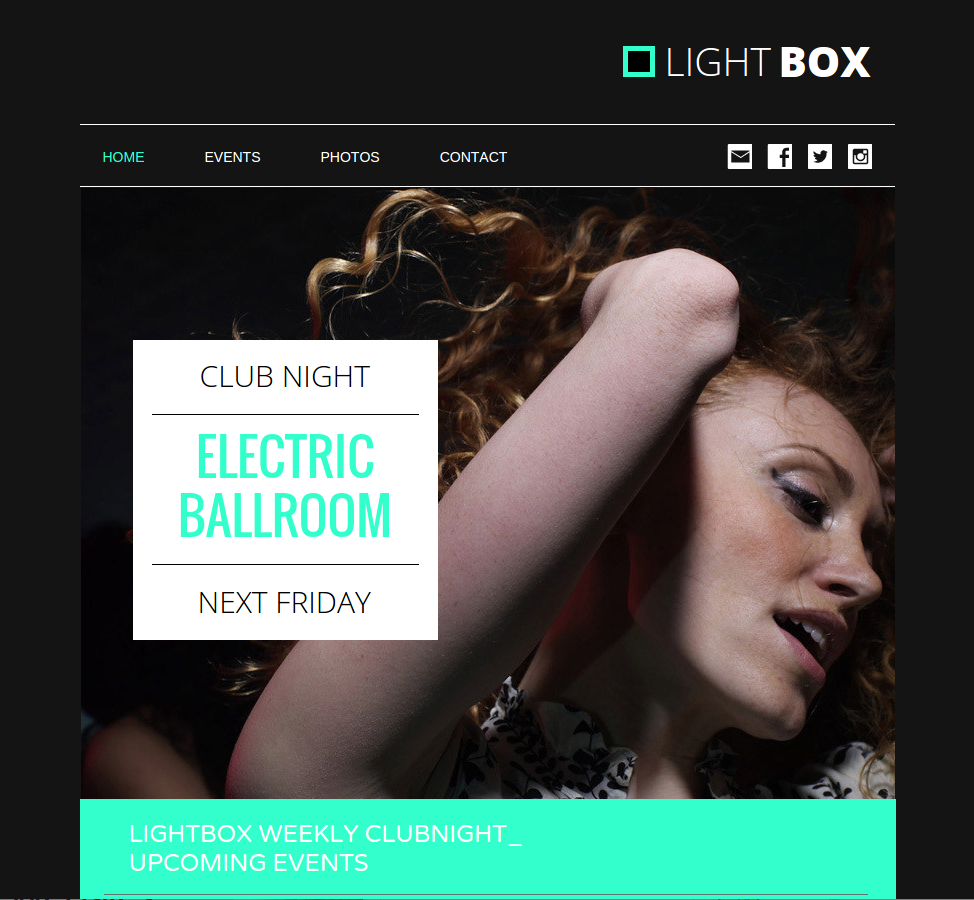 LIGHT BOX
HOME EVENTS PHOTOS CONTACT
CLUB NIGHT
ELECTRIC
BALLROOM
NEXT FRIDAY
LIGHTBOX WEEKLY CLUBNIGHT_
UPCOMING EVENTS